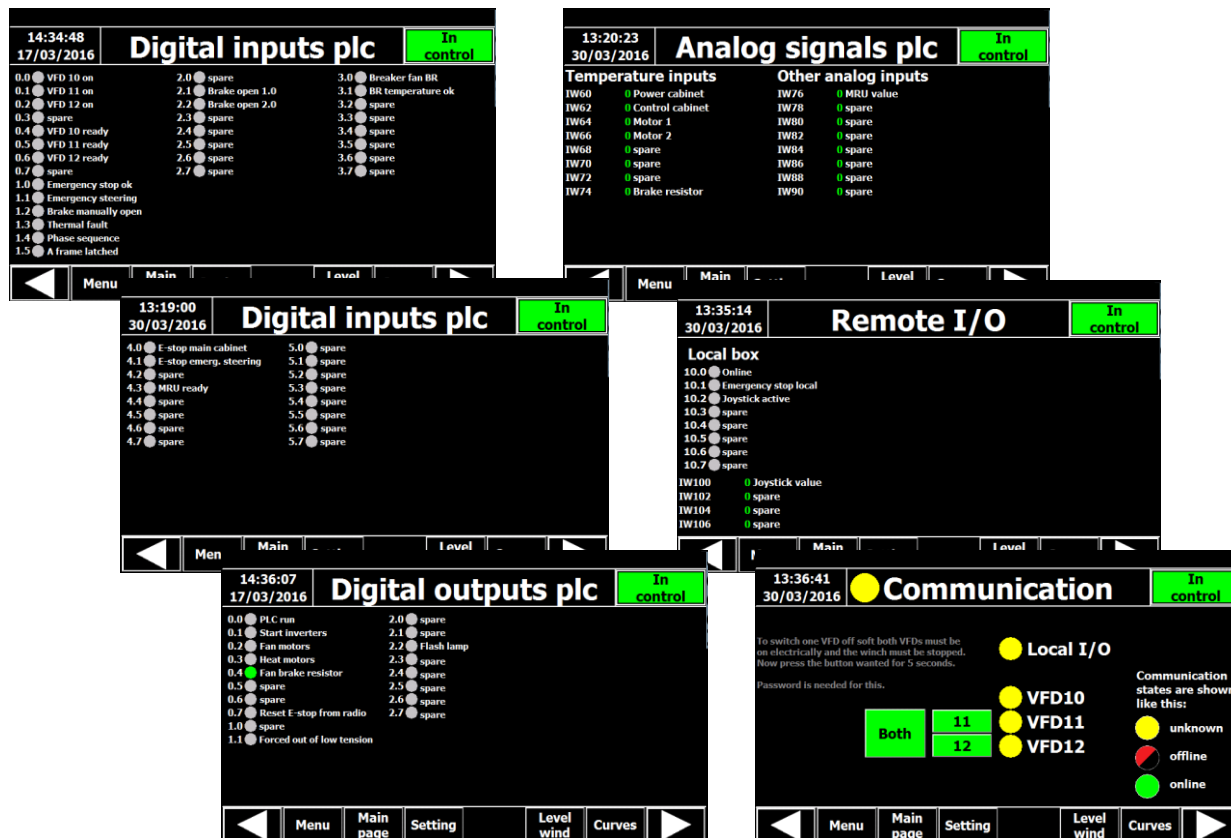 14:34:48
17/03/2016
Digital inputs plc
In control
0.0 VFD 10 on
0.1 VFD 11 on
0.2 VFD 12 on
0.3 spare
0.4 VFD 10 ready
0.5 VFD 11 ready
0.6 VFD 12 ready
0.7 spare
1.0 Emergency stop ok
1.1 Emergency steering
1.2 Brake manually open
1.3 Thermal fault
1.4 Phase sequence
1.5 A frame latched
2.0 spare
2.1 Brake open 1.0
2.2 Brake open 2.0
2.3 spare
2.4 spare
2.5 spare
2.6 spare
2.7 spare
3.0 Breaker fan BR
3.1 BR temperature ok
3.2 spare
3.3 spare
3.4 spare
3.5 spare
3.6 spare
3.7 spare
Menu Main Level
13:20:23
30/03/2016
Analog signals plc
In control
Temperature inputs
IW60 0 Power cabinet
IW62 0 Control cabinet
IW64 0 Motor 1
IW66 0 Motor 2
IW68 0 spare
IW70 0 spare
IW72 0 spare
IW74 0 Brake resistor
Other analog inputs
IW76 0 MRU value
IW78 0 spare
IW80 0 spare
IW82 0 spare
IW84 0 spare
IW86 0 spare
IW88 0 spare
IW90 0 spare
Menu Main Level
13:19:00
30/03/2016
Digital inputs plc
In control
4.0 E-stop main cabinet
4.1 E-stop emerg. steering
4.2 spare
4.3 MRU ready
4.4 spare
4.5 spare
4.6 spare
4.7 spare
5.0 spare
5.1 spare
5.2 spare
5.3 spare
5.4 spare
5.5 spare
5.6 spare
5.7 spare
Men Main Level
13:35:14
30/03/2016
Remote I/O
In control
Local box
10.0 Online
10.1 Emergency stop local
10.2 Joystick active
10.3 spare
10.4 spare
10.5 spare
10.6 spare
10.7 spare
IW100 0 Joystick value
IW102 0 spare
IW104 0 spare
IW106 0 spare
Main Level
14:36:07
17/03/2016
Digital outputs plc
In control
0.0 PLC run
0.1 Start inverters
0.2 Fan motors
0.3 Heat motors
0.4 Fan brake resistor
0.5 spare
0.6 spare
0.7 Reset E-stop from radio
1.0 spare
1.1 Forced out of low tension
2.0 spare
2.1 spare
2.2 Flash lamp
2.3 spare
2.4 spare
2.5 spare
2.6 spare
2.7 spare
Menu Main page Setting Level wind Curves
13:36:41
30/03/2016
Communication
In control
To switch one VFD off soft both VFDs must be
on electrically and the winch must be stopped.
Now press the button wanted for 5 seconds.
Password is needed for this.
Both
11
12
Local I/O
VFD10
VFD11
VFD12
Communication
states are shown
like this:
unknown
offline
online
Menu Main page Setting Level wind Curves